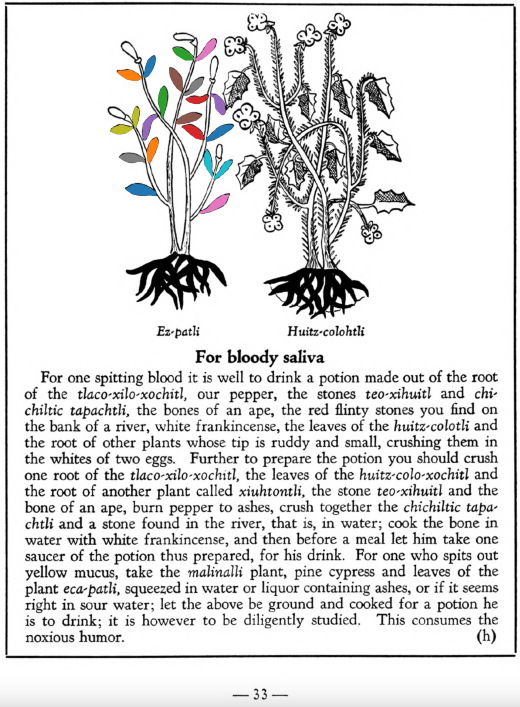 Ez-patli
Huitz-colohtli
For bloody saliva
For one spitting blood it is well to drink a potion made out of the root
of the tlaco-xilo-xochitl, our pepper, the stones teo-xihuitl and chi-
chiltic tapachtli, the bones of an ape, the red flinty stones you find on
the bank of a river, white frankincense, the leaves of the huitz-colotli and
the root of other plants whose tip is ruddy and small, crushing them in
the whites of two eggs. Further to prepare the potion you should crush
one root of the tlaco-xilo-xochitl, the leaves of the huitz-colo-xochitl and
the root of another plant called xiuhtontli, the stone teo-xihuitl and the
bone of an ape, burn pepper to ashes, crush together the chichiltic tapa-
chtli and a stone found in the river, that is, in water; cook the bone in
water with white frankincense, and then before a meal let him take one
saucer of the potion thus prepared, for his drink. For one who spits out
yellow mucus, take the malinalli plant, pine cypress and leaves of the
plant eca-patli, squeezed in water or liquor containing ashes, or if it seems
right in sour water; let the above be ground and cooked for a potion he
is to drink; it is however to be diligently studied. This consumes the
noxious humor. (h)
— 33 —